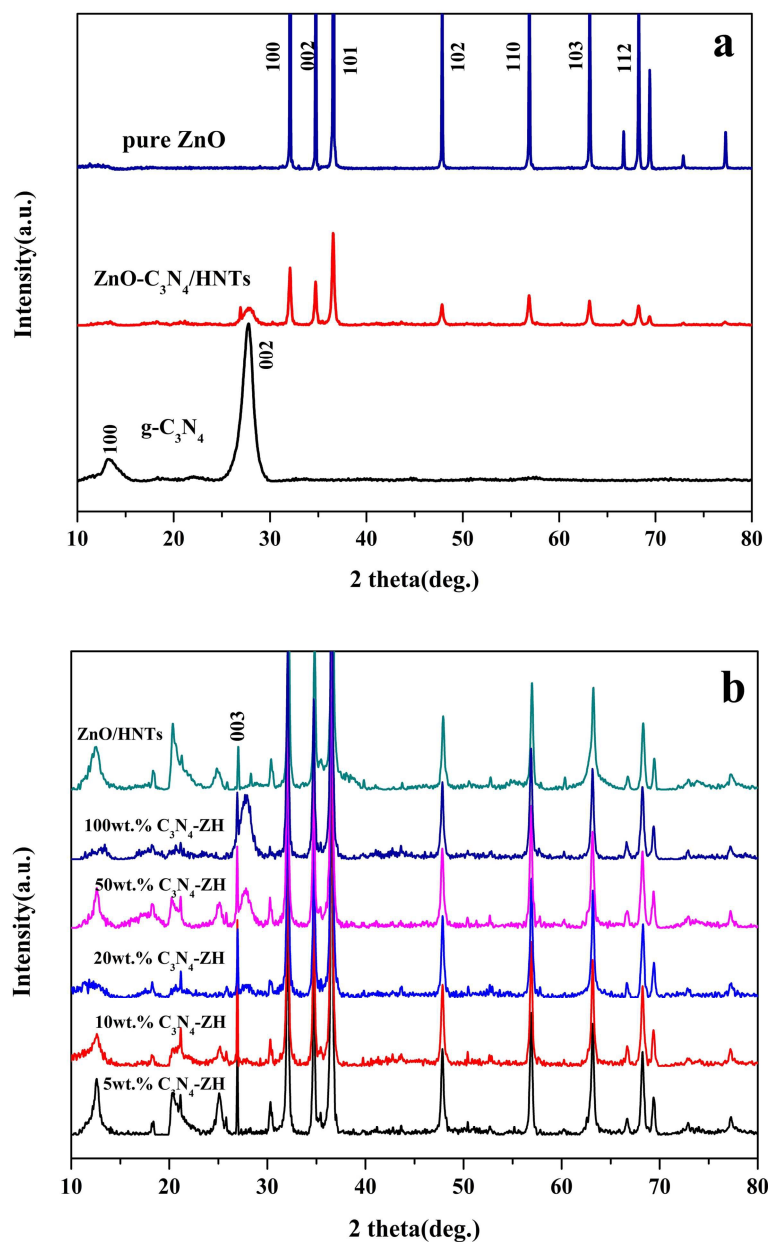 a
100
002
101
102
110
103
112
pure ZnO
ZnO-C₃N₄/HNTs
002
g-C₃N₄
100
Intensity(a.u.)
10 20 30 40 50 60 70 80
2 theta(deg.)
b
ZnO/HNTs
003
100wt.% C₃N₄-ZH
50wt.% C₃N₄-ZH
20wt.% C₃N₄-ZH
10wt.% C₃N₄-ZH
5wt.% C₃N₄-ZH
Intensity(a.u.)
10 20 30 40 50 60 70 80
2 theta(deg.)